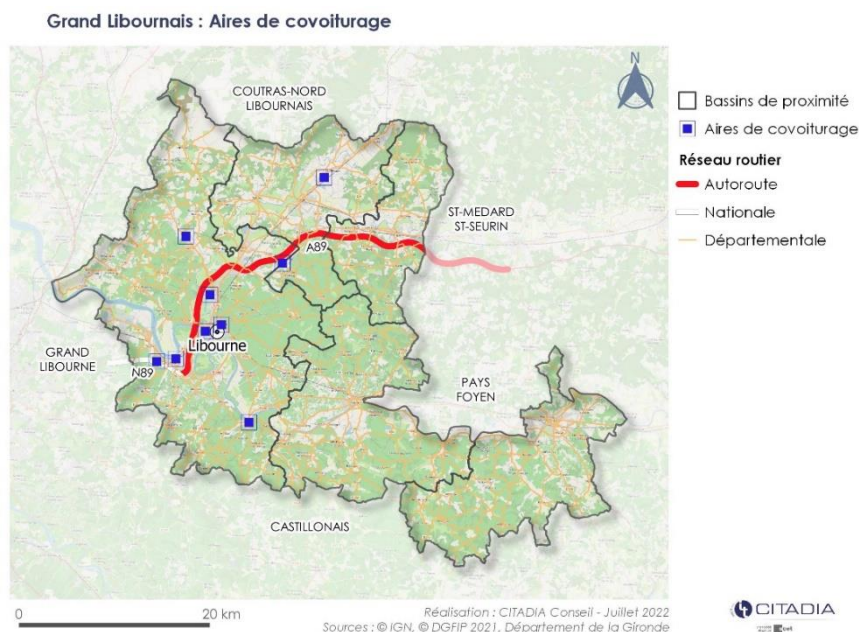 Grand Libournais : Aires de covoiturage
COUTRAS-NORD
LIBOURNAIS
ST-MEDARD
ST-SEURIN
A89
GRAND
LIBOURNE
Libourne
N89
PAYS
FOYEN
CASTILLONAIS
Bassins de proximité
Aires de covoiturage
Réseau routier
Autoroute
Nationale
Départementale
0 20 km
Réalisation : CITADIA Conseil - Juillet 2022
Sources : © IGN, © DGFIP 2021, Département de la Gironde
CITADIA